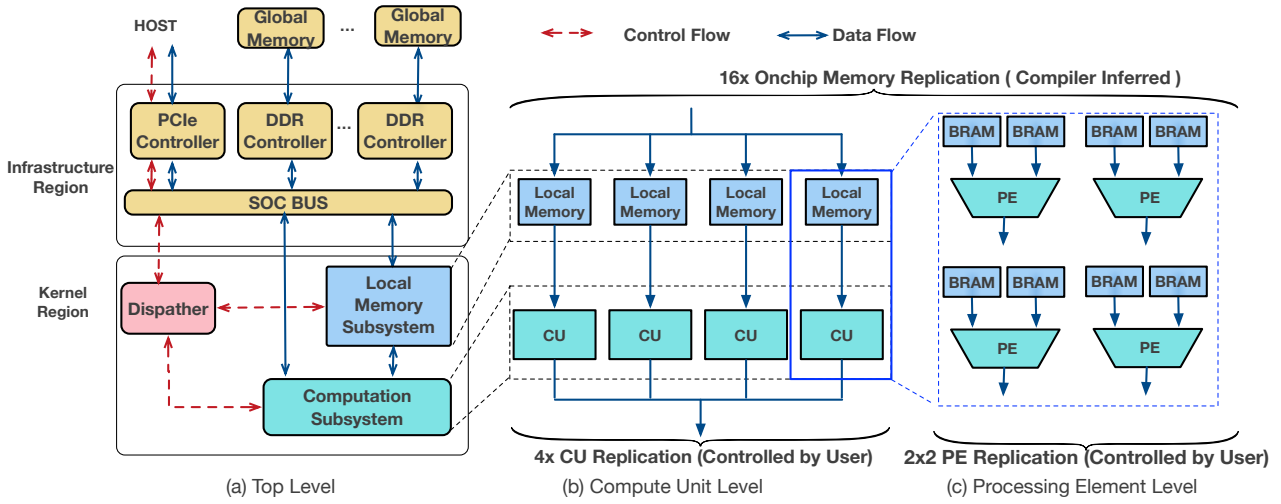 HOST
Global
Memory
...
Global
Memory
Control Flow
Data Flow
16x Onchip Memory Replication ( Compiler Inferred )
PCIe
Controller
DDR
Controller
...
DDR
Controller
Infrastructure
Region
SOC BUS
Kernel
Region
Dispather
Local
Memory
Subsystem
Computation
Subsystem
Local
Memory
Local
Memory
Local
Memory
Local
Memory
CU
CU
CU
CU
BRAM
BRAM
BRAM
BRAM
PE
PE
BRAM
BRAM
BRAM
BRAM
PE
PE
4x CU Replication (Controlled by User)
2x2 PE Replication (Controlled by User)
(a) Top Level
(b) Compute Unit Level
(c) Processing Element Level